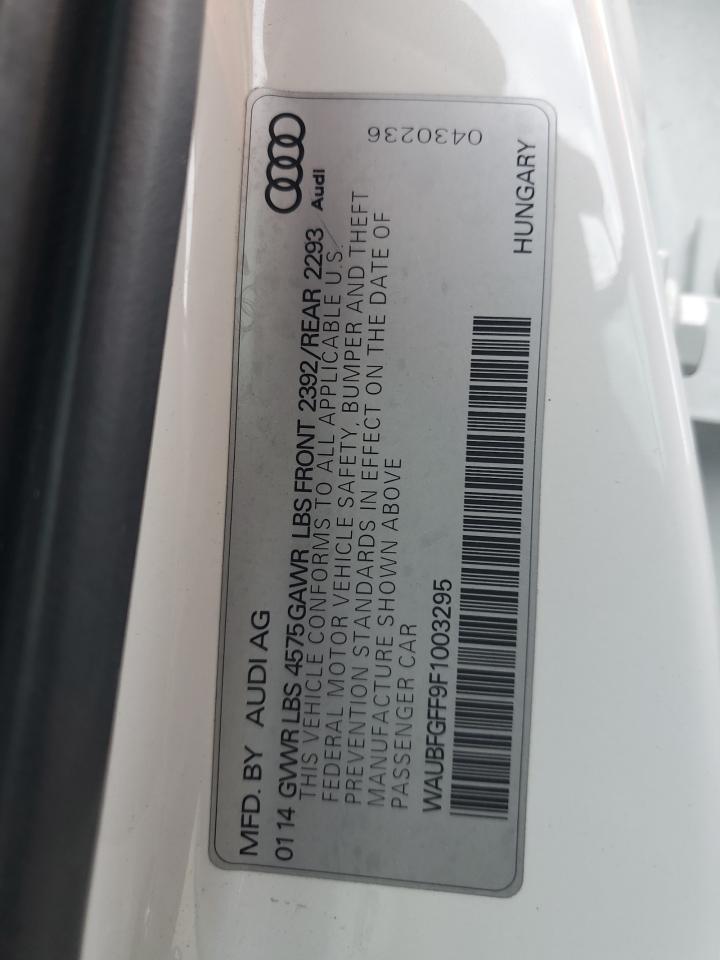 MFD. BY AUDI AG
0114 GVWR LBS 4575 GAWR LBS FRONT 2392/REAR 2293
THIS VEHICLE CONFORMS TO ALL APPLICABLE U.S.
FEDERAL MOTOR VEHICLE SAFETY, BUMPER AND THEFT
PREVENTION STANDARDS IN EFFECT ON THE DATE OF
MANUFACTURE SHOWN ABOVE
PASSENGER CAR
WAUBFGFF9F1003295
Audi
0430236
HUNGARY